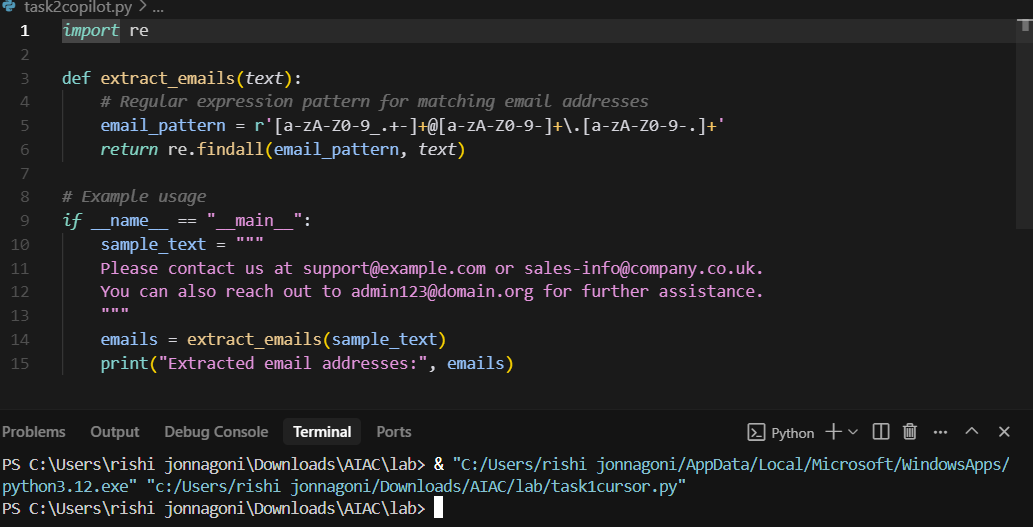 task2copilot.py > ...
1 import re
2
3 def extract_emails(text):
4     # Regular expression pattern for matching email addresses
5     email_pattern = r'[a-zA-Z0-9_.+-]+@[a-zA-Z0-9-]+\.[a-zA-Z0-9-.]+'
6     return re.findall(email_pattern, text)
7
8 # Example usage
9 if __name__ == "__main__":
10     sample_text = """
11     Please contact us at support@example.com or sales-info@company.co.uk.
12     You can also reach out to admin123@domain.org for further assistance.
13     """
14     emails = extract_emails(sample_text)
15     print("Extracted email addresses:", emails)
Problems Output Debug Console Terminal Ports Python
PS C:\Users\rishi jonnagoni\Downloads\AIAC\lab> & "C:/Users/rishi jonnagoni/AppData/Local/Microsoft/WindowsApps/
python3.12.exe" "c:/Users/rishi jonnagoni/Downloads/AIAC/lab/task1cursor.py"
PS C:\Users\rishi jonnagoni\Downloads\AIAC\lab>